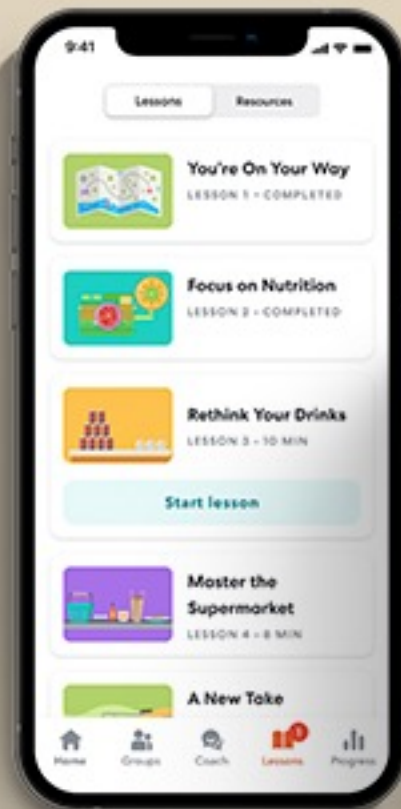 9:41
Lessons Resources
You're On Your Way
LESSON 1 - COMPLETED
Focus on Nutrition
LESSON 2 - COMPLETED
Rethink Your Drinks
LESSON 3 - 10 MIN
Start lesson
Master the
Supermarket
LESSON 4 - 8 MIN
A New Take
Home Groups Coach Lessons Progress